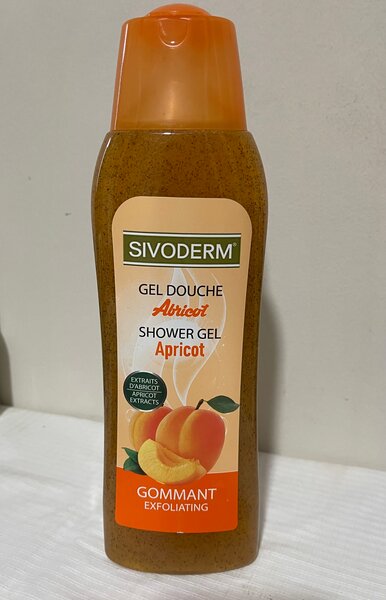 SIVODERM®
GEL DOUCHE
Abricot
SHOWER GEL
Apricot
EXTRAITS
D'ABRICOT
APRICOT
EXTRACTS
GOMMANT
EXFOLIATING